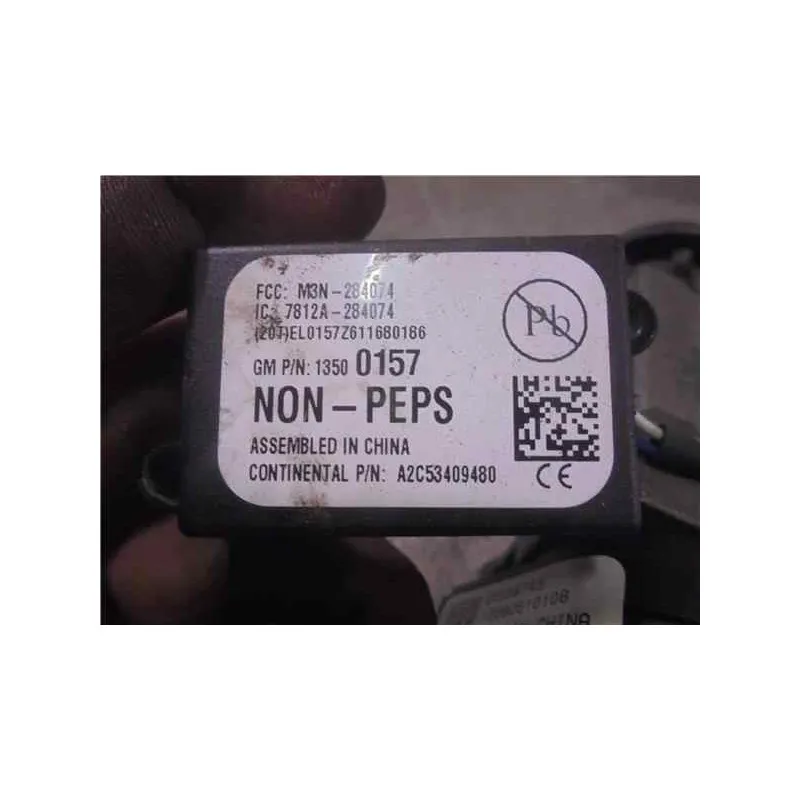 FCC: M3N-284074
IC: 7812A-284074
(20T)EL0157Z611680186
Pb
GM P/N: 1350 0157
NON-PEPS
ASSEMBLED IN CHINA
CONTINENTAL P/N: A2C53409480
CE